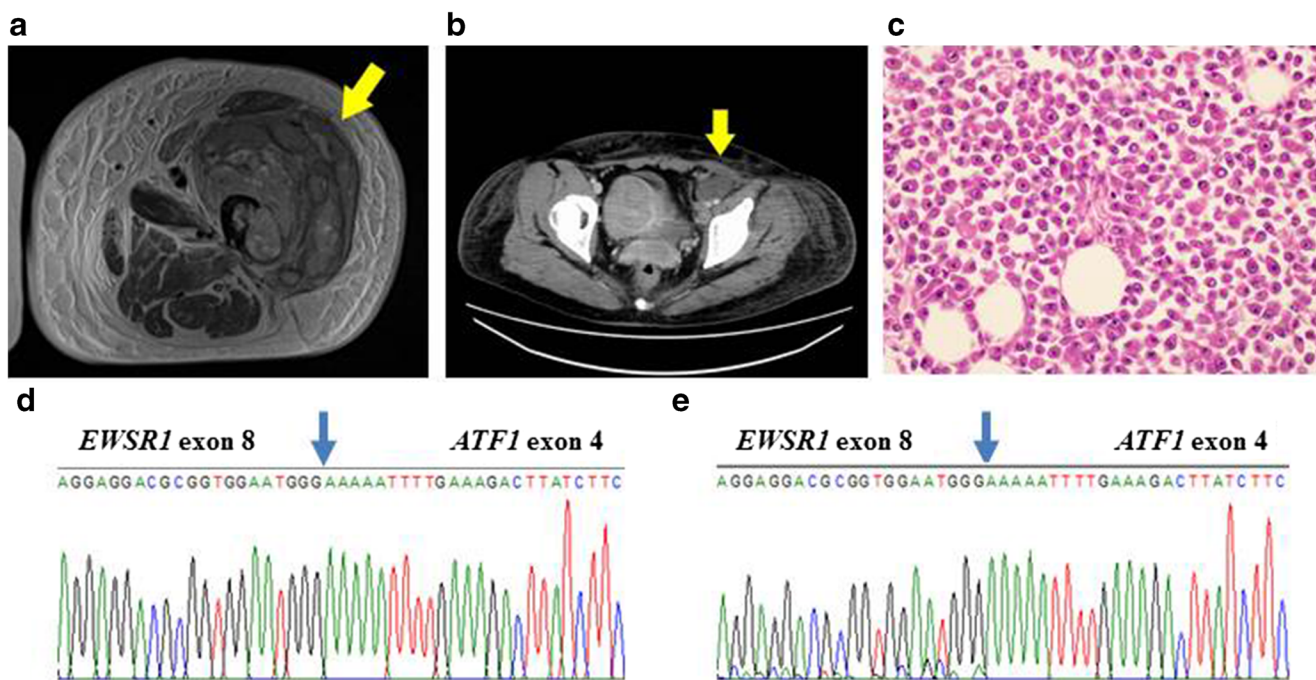 a
b
c
d
EWSR1 exon 8
ATF1 exon 4
AGGAGGACGCGGTGGAATGGGAAAAATTTTGAAAGACTTATCTTC
e
EWSR1 exon 8
ATF1 exon 4
AGGAGGACGCGGTGGAATGGGAAAAATTTTGAAAGACTTATCTTC